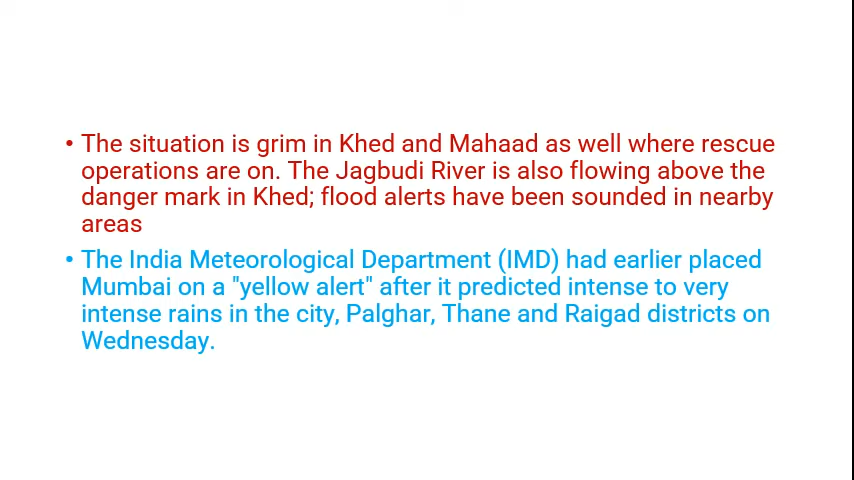 • The situation is grim in Khed and Mahaad as well where rescue
operations are on. The Jagbudi River is also flowing above the
danger mark in Khed; flood alerts have been sounded in nearby
areas
• The India Meteorological Department (IMD) had earlier placed
Mumbai on a "yellow alert" after it predicted intense to very
intense rains in the city, Palghar, Thane and Raigad districts on
Wednesday.